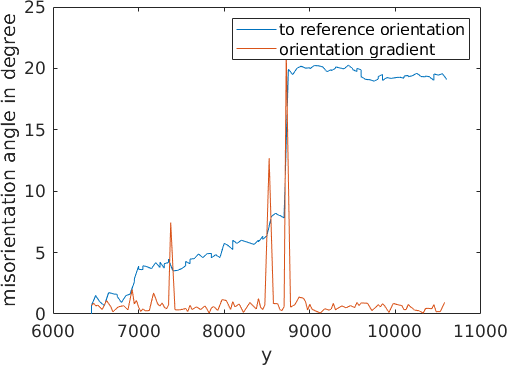 25
20
15
10
5
0
misorientation angle in degree
to reference orientation
orientation gradient
6000 7000 8000 9000 10000 11000
y